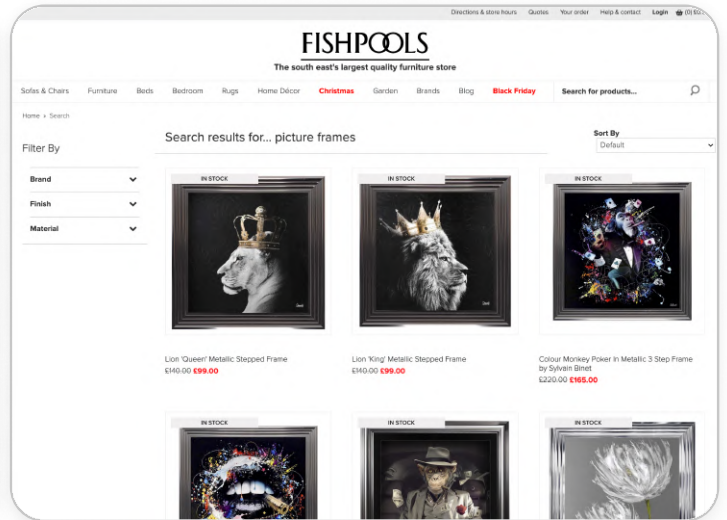 Directions & store hours Quotes Your order Help & contact Login
FISHPOOLS
The south east's largest quality furniture store
Sofas & Chairs Furniture Beds Bedroom Rugs Home Décor Christmas Garden Brands Blog Black Friday Search for products...
Home › Search
Search results for... picture frames
Sort By
Default
Filter By
Brand
Finish
Material
IN STOCK IN STOCK IN STOCK
Lion 'Queen' Metallic Stepped Frame
£140.00 £99.00
Lion 'King' Metallic Stepped Frame
£140.00 £99.00
Colour Monkey Poker In Metallic 3 Step Frame
by Sylvain Binet
£220.00 £165.00
IN STOCK IN STOCK IN STOCK